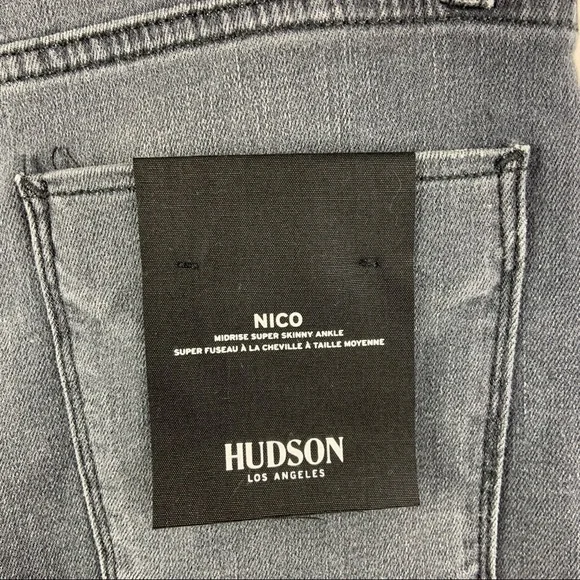 NICO
MIDRISE SUPER SKINNY ANKLE
SUPER FUSEAU À LA CHEVILLE À TAILLE MOYENNE
HUDSON
LOS ANGELES